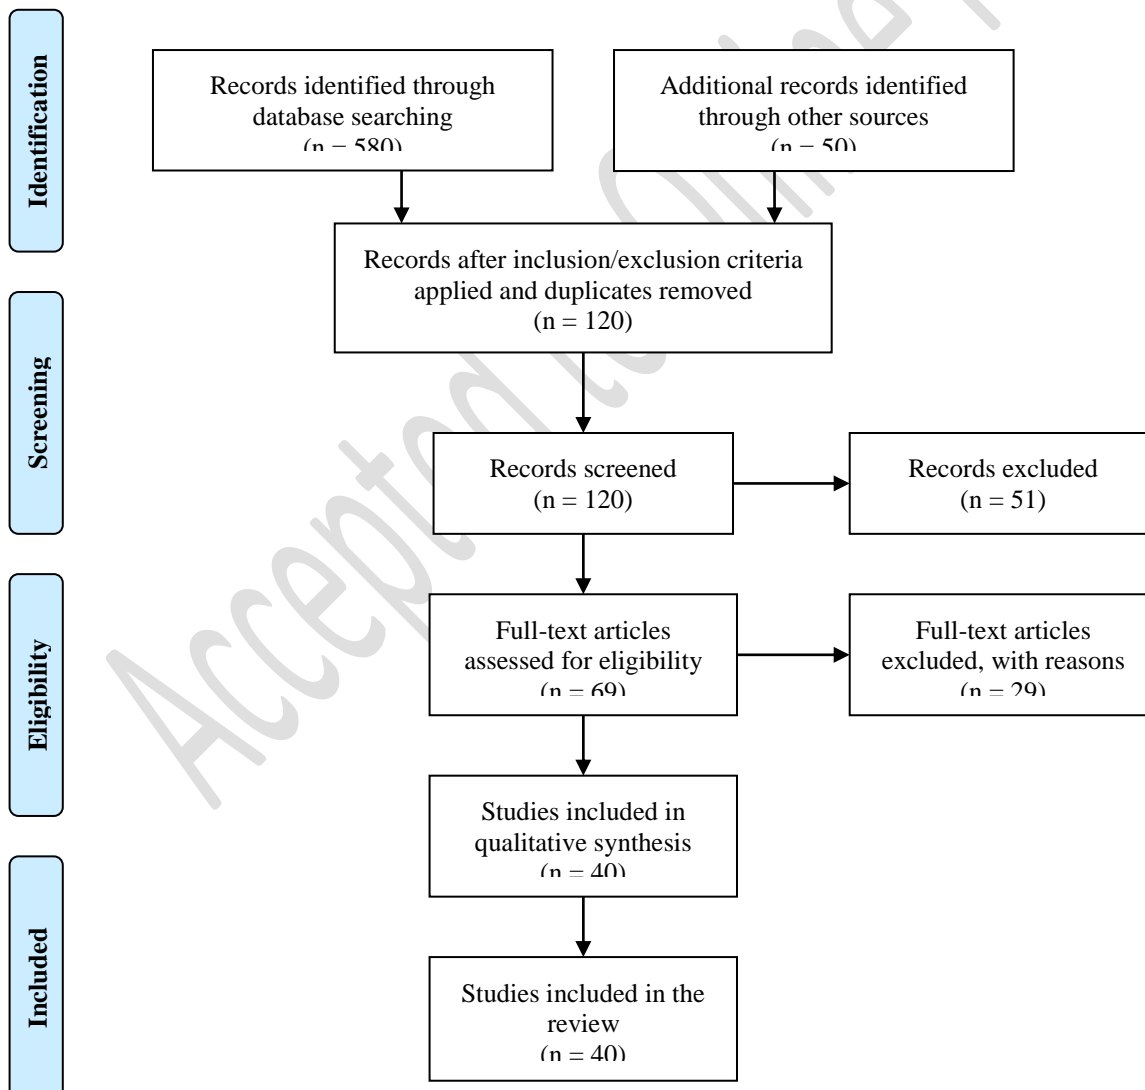 Identification
Records identified through
database searching
(n = 580)
Additional records identified
through other sources
(n = 50)
Records after inclusion/exclusion criteria
applied and duplicates removed
(n = 120)
Screening
Records screened
(n = 120)
Records excluded
(n = 51)
Eligibility
Full-text articles
assessed for eligibility
(n = 69)
Full-text articles
excluded, with reasons
(n = 29)
Studies included in
qualitative synthesis
(n = 40)
Included
Studies included in the
review
(n = 40)
Accepted to Online